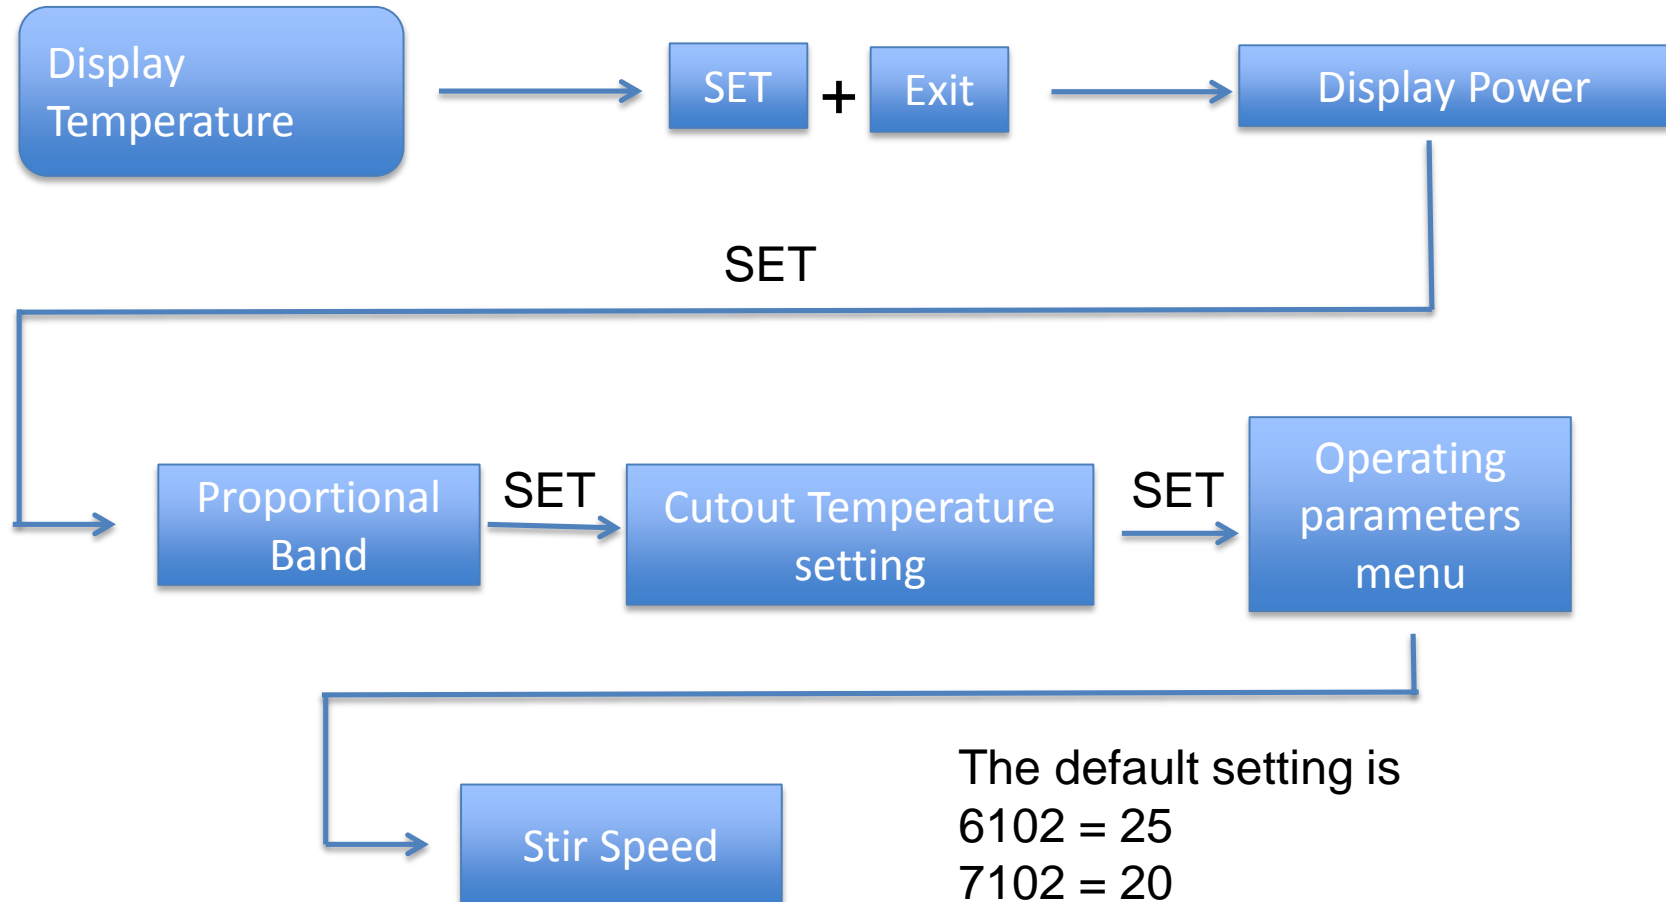 Display
Temperature
SET
+
Exit
Display Power
SET
Proportional
Band
SET
Cutout Temperature
setting
SET
Operating
parameters
menu
Stir Speed
The default setting is
6102 = 25
7102 = 20